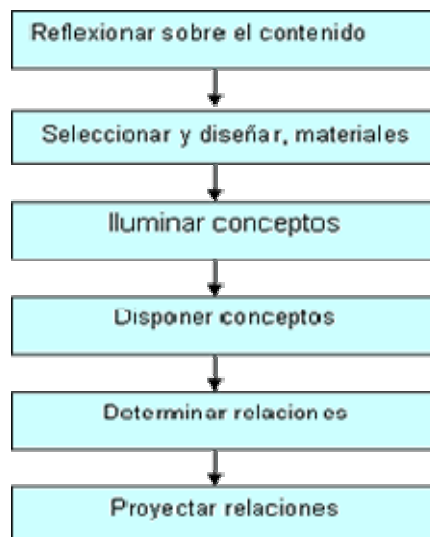 Reflexionar sobre el contenido
Seleccionar y diseñar, materiales
Iluminar conceptos
Disponer conceptos
Determinar relaciones
Proyectar relaciones